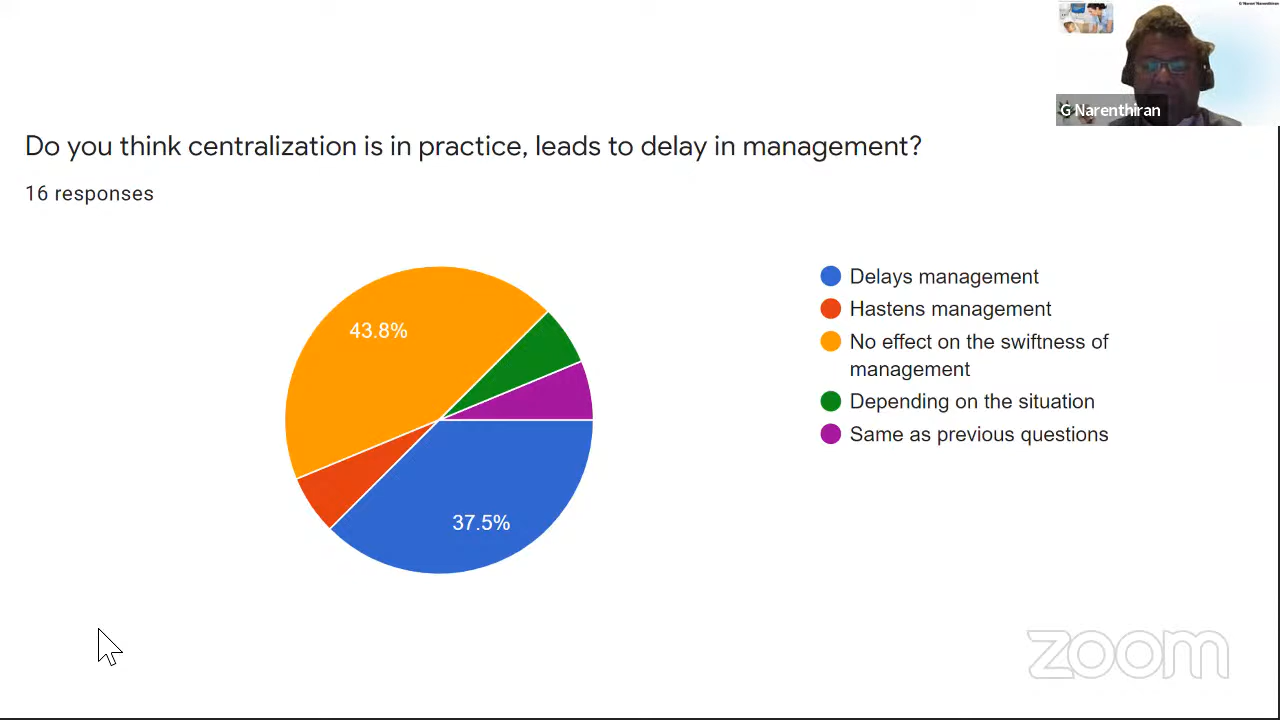 G Narenthiran
Do you think centralization is in practice, leads to delay in management?
16 responses
43.8%
37.5%
Delays management
Hastens management
No effect on the swiftness of
management
Depending on the situation
Same as previous questions
zoom